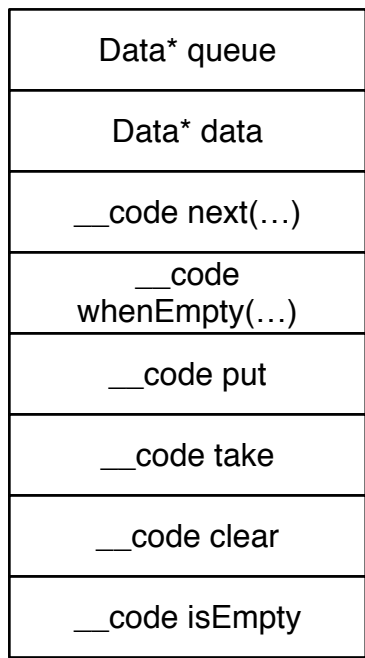 Data* queue
Data* data
__code next(…)
__code
whenEmpty(…)
__code put
__code take
__code clear
__code isEmpty